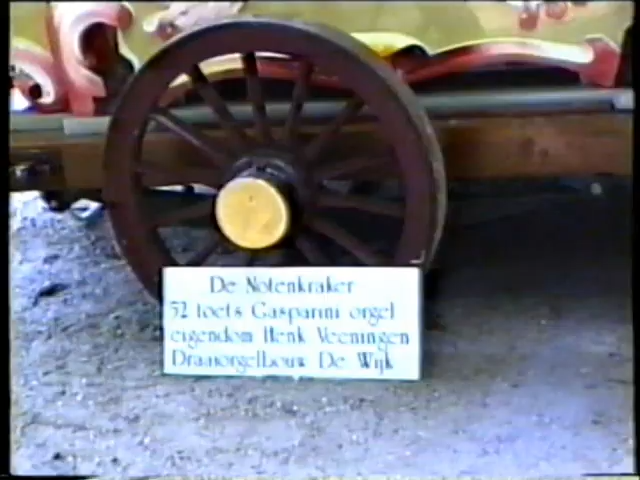 De Notenkraker
52 toets Gasparini orgel
eigendom Henk Veeningen
Draaiorgelbouw De Wijk